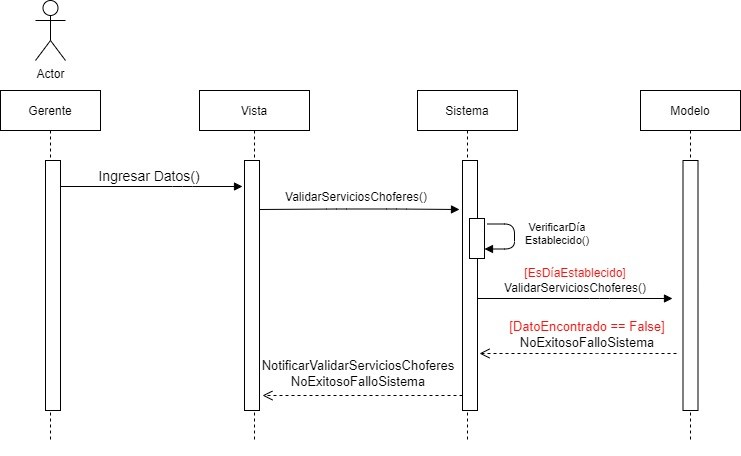 Actor
Gerente
Vista
Sistema
Modelo
Ingresar Datos()
ValidarServiciosChoferes()
VerificarDía
Establecido()
[EsDíaEstablecido]
ValidarServiciosChoferes()
[DatoEncontrado == False]
NoExitosoFalloSistema
NotificarValidarServiciosChoferes
NoExitosoFalloSistema